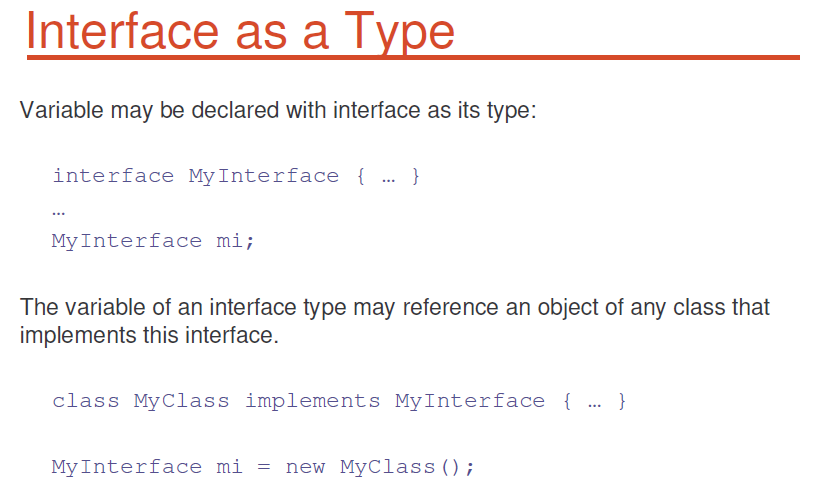 Interface as a Type
Variable may be declared with interface as its type:
interface MyInterface { … }
…
MyInterface mi;
The variable of an interface type may reference an object of any class that
implements this interface.
class MyClass implements MyInterface { … }
MyInterface mi = new MyClass();